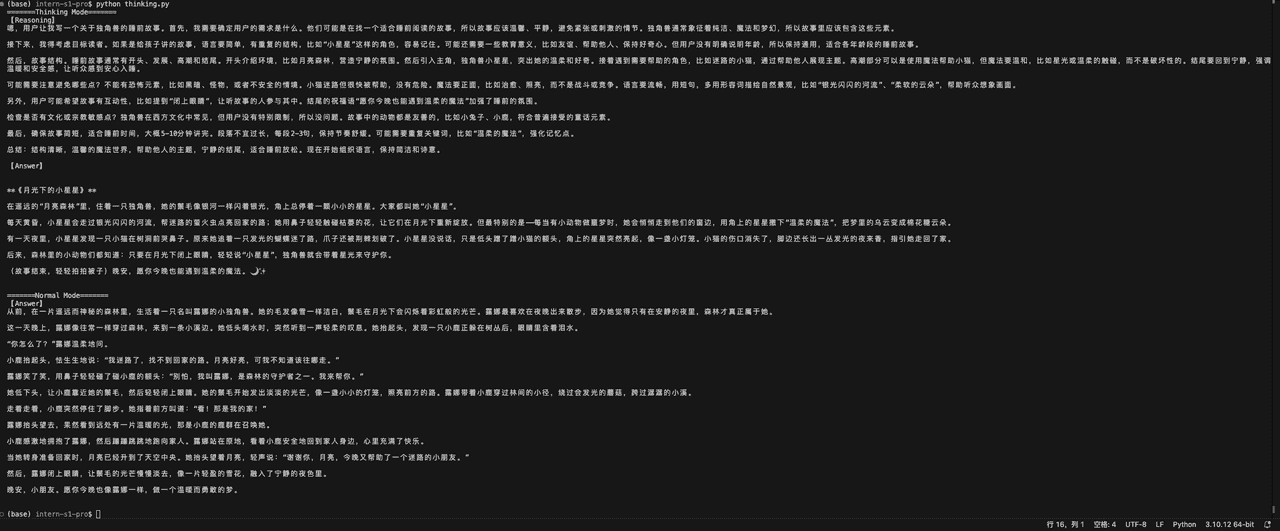 (base) intern-s1-pro$ python thinking.py
=======Thinking Mode=======
【Reasoning】
嗯，用户让我写一个关于独角兽的睡前故事。首先，我需要确定用户的需求是什么。他们可能是在找一个适合睡前阅读的故事，所以故事应该温馨、平静，避免紧张或刺激的情节。独角兽通常象征着纯洁、魔法和梦幻，所以故事里应该包含这些元素。
接下来，我得考虑目标读者。如果是给孩子讲的故事，语言要简单，有重复的结构，比如“小星星”这样的角色，容易记住。可能还需要一些教育意义，比如友谊、帮助他人、保持好奇心。但用户没有明确说明年龄，所以保持通用，适合各年龄段的睡前故事。
然后，故事结构。睡前故事通常有开头、发展、高潮和结尾。开头介绍环境，比如月亮森林，营造宁静的氛围。然后引入主角，独角兽小星星，突出她的温柔和好奇。接着遇到需要帮助的角色，比如迷路的小猫，通过帮助他人展现主题。高潮部分可以是使用魔法帮助小猫，但魔法要温和，比如星光或温柔的触碰，而不是破坏性的。结尾要回到宁静，强调
温暖和安全感，让听众感到安心入睡。
可能需要注意避免哪些点？不能有恐怖元素，比如黑暗、怪物，或者不安全的情境。小猫迷路但很快被帮助，没有危险。魔法要正面，比如治愈、照亮，而不是战斗或竞争。语言要流畅，用短句，多用形容词描绘自然景观，比如“银光闪闪的河流”、“柔软的云朵”，帮助听众想象画面。
另外，用户可能希望故事有互动性，比如提到“闭上眼睛”，让听故事的人参与其中。结尾的祝福语“愿你今晚也能遇到温柔的魔法”加强了睡前的氛围。
检查是否有文化或宗教敏感点？独角兽在西方文化中常见，但用户没有特别限制，所以没问题。故事中的动物都是友善的，比如小兔子、小鹿，符合普遍接受的童话元素。
最后，确保故事简短，适合睡前时间，大概5-10分钟讲完。段落不宜过长，每段2-3句，保持节奏舒缓。可能需要重复关键词，比如“温柔的魔法”，强化记忆点。
总结：结构清晰，温馨的魔法世界，帮助他人的主题，宁静的结尾，适合睡前放松。现在开始组织语言，保持简洁和诗意。
【Answer】
**《月光下的小星星》**
在遥远的“月亮森林”里，住着一只独角兽，她的鬃毛像银河一样闪着银光，角上总停着一颗小小的星星。大家都叫她“小星星”。
每天黄昏，小星星会走过银光闪闪的河流，帮迷路的萤火虫点亮回家的路；她用鼻子轻轻触碰枯萎的花，让它们在月光下重新绽放。但最特别的是——每当有小动物做噩梦时，她会悄悄走到他们的窗边，用角上的星星撒下“温柔的魔法”，把梦里的乌云变成棉花糖云朵。
有一天夜里，小星星发现一只小猫在树洞前哭鼻子。原来她追着一只发光的蝴蝶迷了路，爪子还被荆棘划破了。小星星没说话，只是低头蹭了蹭小猫的额头，角上的星星突然亮起，像一盏小灯笼。小猫的伤口消失了，脚边还长出一丛发光的夜来香，指引她走回了家。
后来，森林里的小动物们都知道：只要在月光下闭上眼睛，轻轻说“小星星”，独角兽就会带着星光来守护你。
（故事结束，轻轻拍拍被子）晚安，愿你今晚也能遇到温柔的魔法。🌙✨
=======Normal Mode=======
【Answer】
从前，在一片遥远而神秘的森林里，生活着一只名叫露娜的小独角兽。她的毛发像雪一样洁白，鬃毛在月光下会闪烁着彩虹般的光芒。露娜最喜欢在夜晚出来散步，因为她觉得只有在安静的夜里，森林才真正属于她。
这一天晚上，露娜像往常一样穿过森林，来到一条小溪边。她低头喝水时，突然听到一声轻柔的叹息。她抬起头，发现一只小鹿正躲在树丛后，眼睛里含着泪水。
“你怎么了？”露娜温柔地问。
小鹿抬起头，怯生生地说：“我迷路了，找不到回家的路。月亮好亮，可我不知道该往哪走。”
露娜笑了笑，用鼻子轻轻碰了碰小鹿的额头：“别怕，我叫露娜，是森林的守护者之一。我来帮你。”
她低下头，让小鹿靠近她的鬃毛，然后轻轻闭上眼睛。她的鬃毛开始发出淡淡的光芒，像一盏小小的灯笼，照亮前方的路。露娜带着小鹿穿过林间的小径，绕过会发光的蘑菇，跨过潺潺的小溪。
走着走着，小鹿突然停住了脚步。她指着前方叫道：“看！那是我的家！”
露娜抬头望去，果然看到远处有一片温暖的光，那是小鹿的鹿群在召唤她。
小鹿感激地拥抱了露娜，然后蹦蹦跳跳地跑向家人。露娜站在原地，看着小鹿安全地回到家人身边，心里充满了快乐。
当她转身准备回家时，月亮已经升到了天空中央。她抬头望着月亮，轻声说：“谢谢你，月亮，今晚又帮助了一个迷路的小朋友。”
然后，露娜闭上眼睛，让鬃毛的光芒慢慢淡去，像一片轻盈的雪花，融入了宁静的夜色里。
晚安，小朋友。愿你今晚也像露娜一样，做一个温暖而勇敢的梦。
(base) intern-s1-pro$
行 16，列 1 空格: 4 UTF-8 LF Python 3.10.12 64-bit